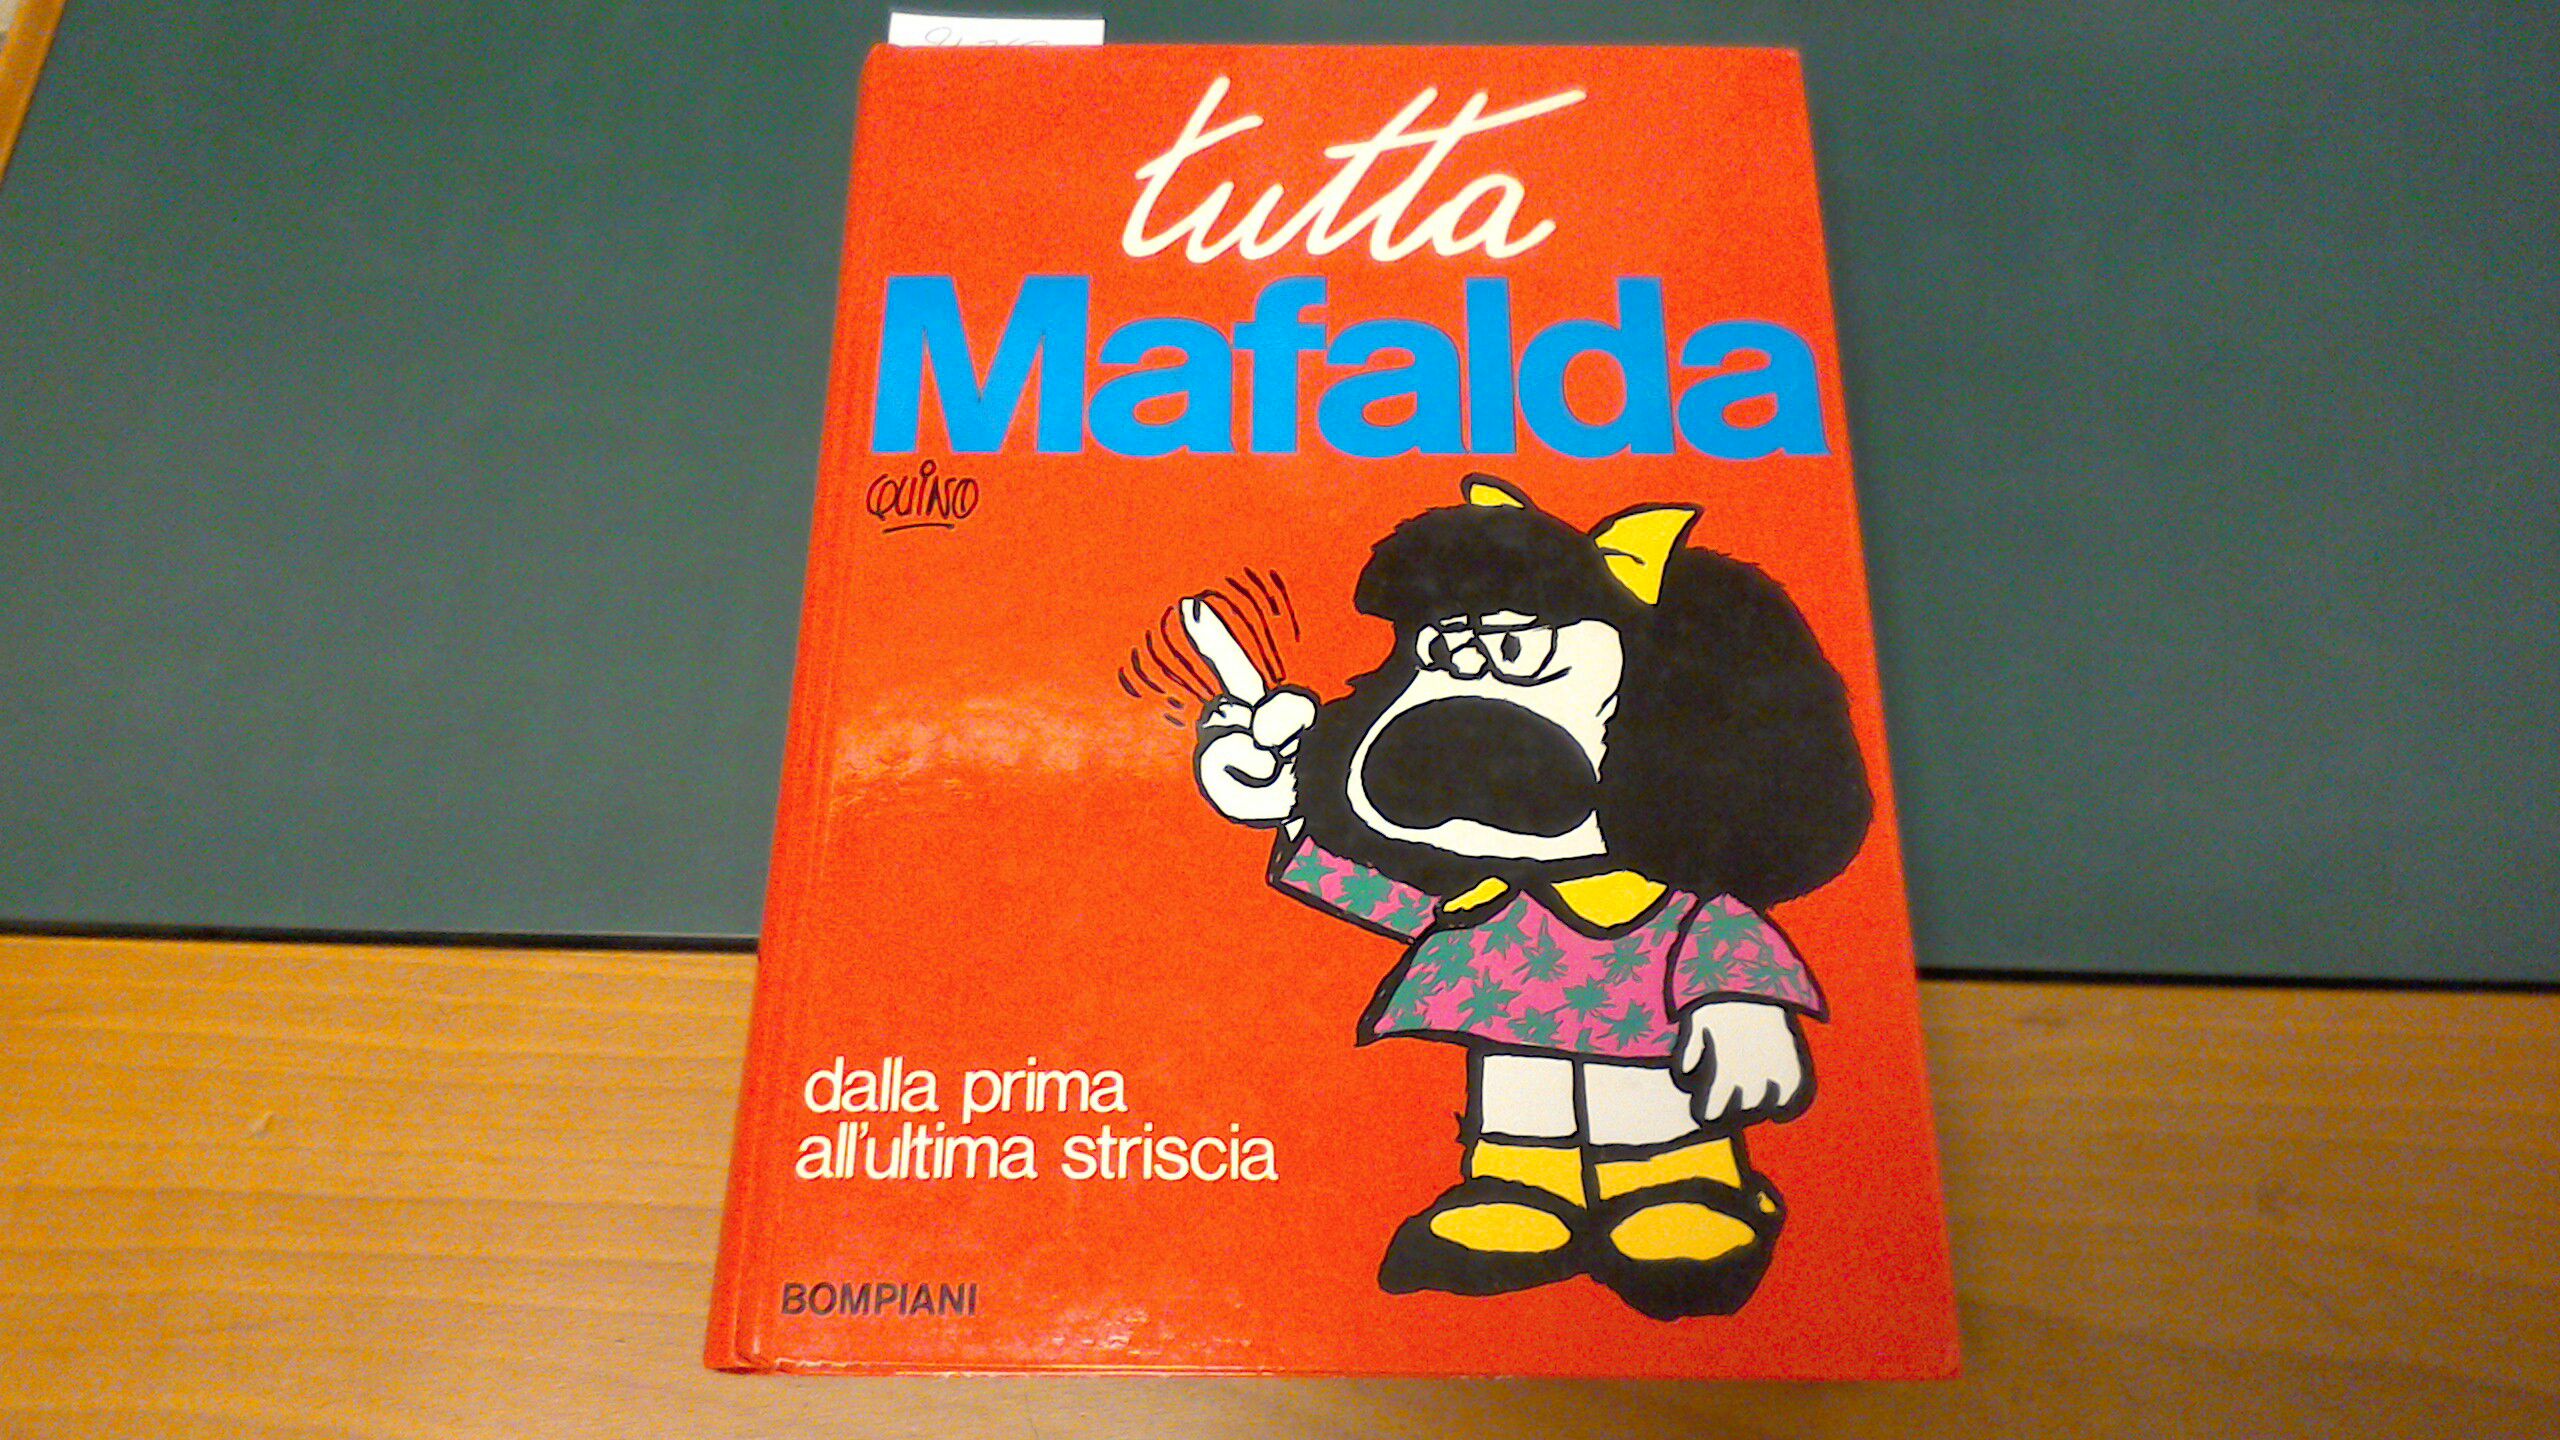 tutta
Mafalda
QUINO
dalla prima
all'ultima striscia
BOMPIANI